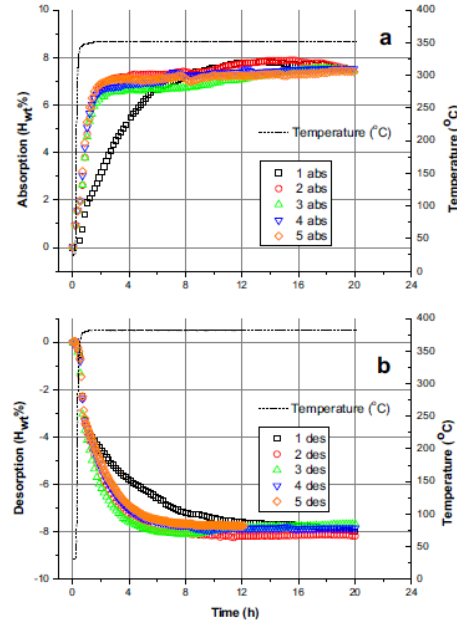 a
Absorption (H wt%)
Temperature (°C)
8
6
4
2
0
400
350
300
250
200
150
100
50
0
Temperature (°C)
1 abs
2 abs
3 abs
4 abs
5 abs
0 4 8 12 16 20 24
b
Desorption (H wt%)
Temperature (°C)
0
-2
-4
-6
-8
-10
400
350
300
250
200
150
100
50
0
Temperature (°C)
1 des
2 des
3 des
4 des
5 des
0 4 8 12 16 20 24
Time (h)